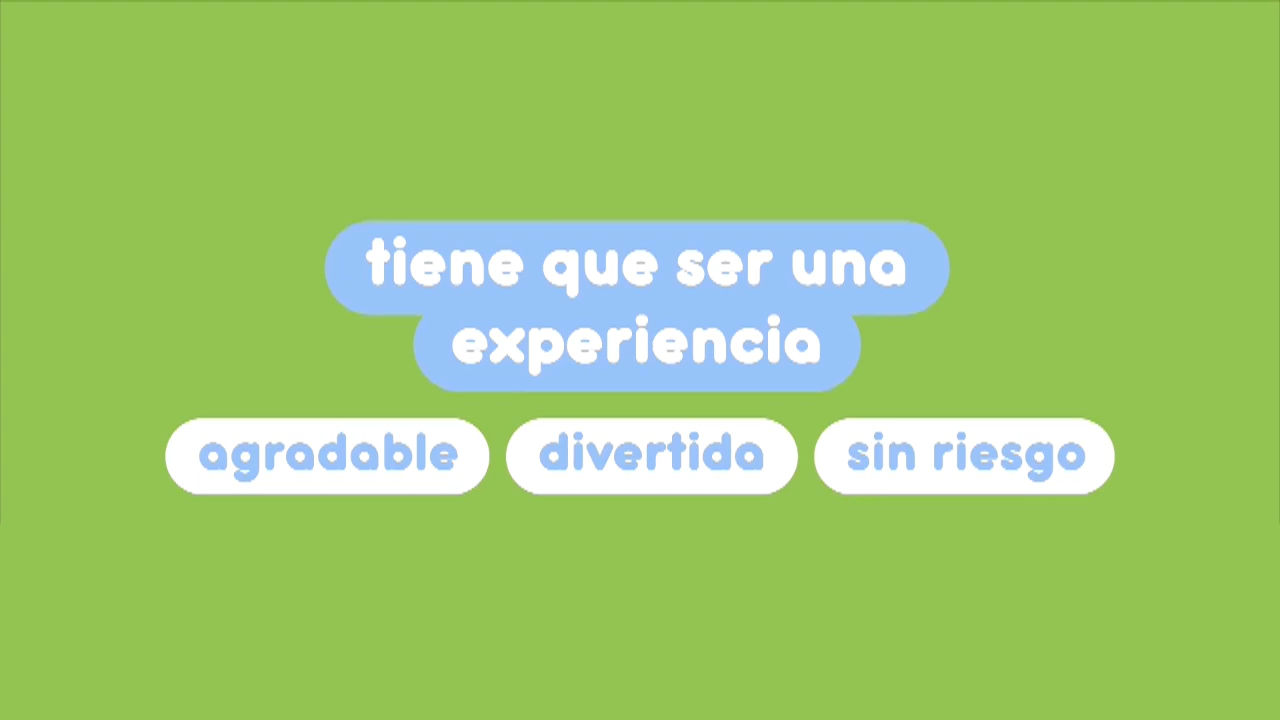 tiene que ser una
experiencia
agradable divertida sin riesgo